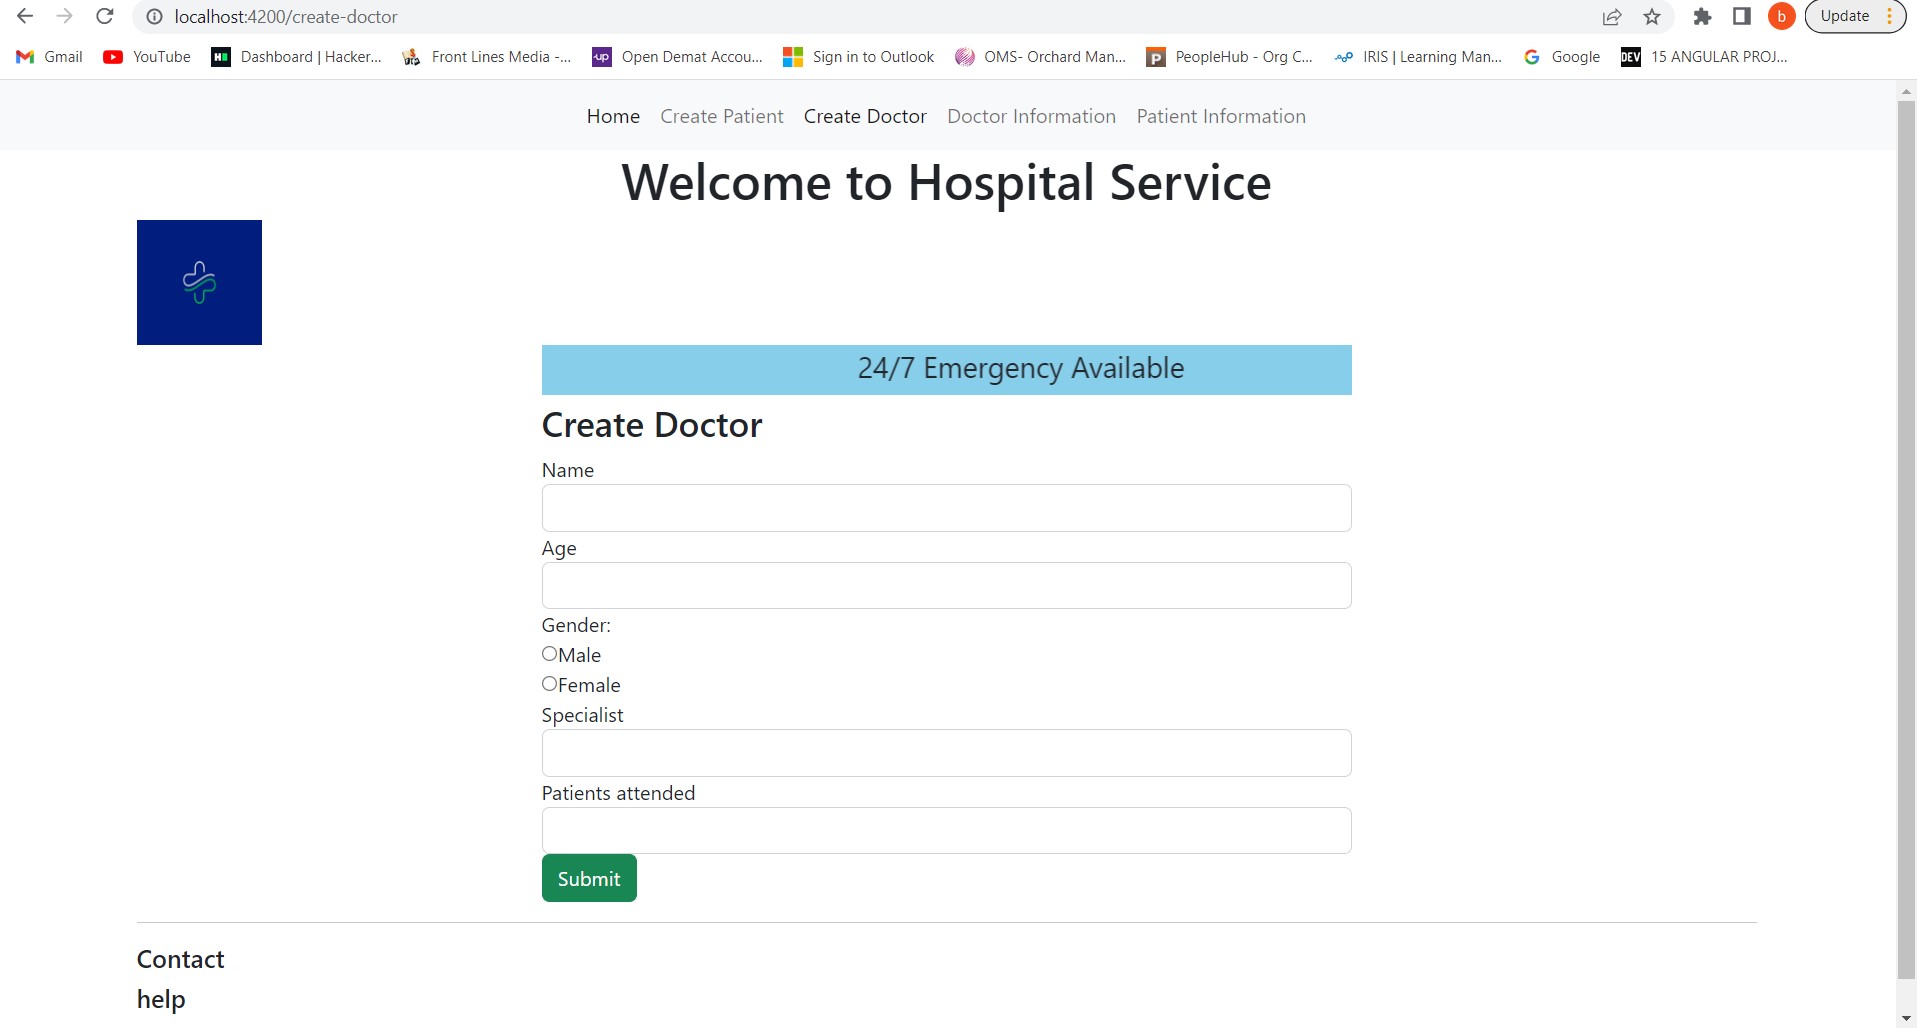 localhost:4200/create-doctor
b
Update
Gmail
YouTube
Dashboard | Hacker...
Front Lines Media -...
Open Demat Accou...
Sign in to Outlook
OMS- Orchard Man...
PeopleHub - Org C...
IRIS | Learning Man...
Google
15 ANGULAR PROJ...
Home Create Patient Create Doctor Doctor Information Patient Information
Welcome to Hospital Service
24/7 Emergency Available
Create Doctor
Name
Age
Gender:
Male
Female
Specialist
Patients attended
Submit
Contact
help